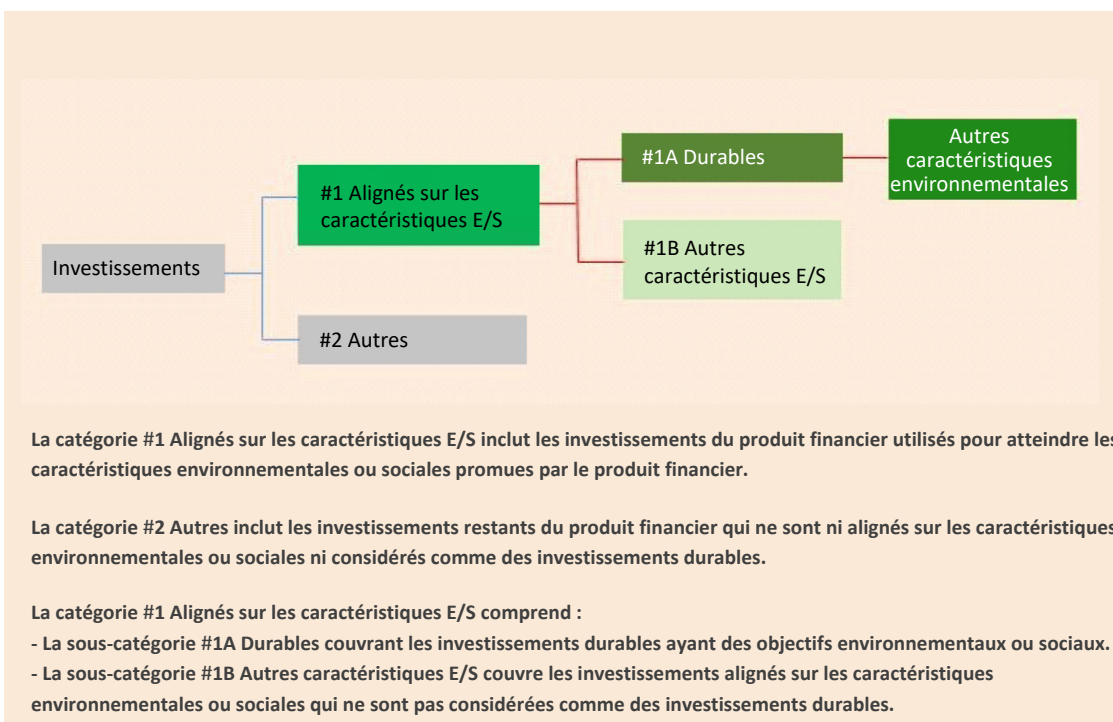 Autres
caractéristiques
environnementales
#1A Durables
#1 Alignés sur les
caractéristiques E/S
#1B Autres
caractéristiques E/S
Investissements
#2 Autres
La catégorie #1 Alignés sur les caractéristiques E/S inclut les investissements du produit financier utilisés pour atteindre les
caractéristiques environnementales ou sociales promues par le produit financier.
La catégorie #2 Autres inclut les investissements restants du produit financier qui ne sont ni alignés sur les caractéristiques
environnementales ou sociales ni considérés comme des investissements durables.
La catégorie #1 Alignés sur les caractéristiques E/S comprend :
- La sous-catégorie #1A Durables couvrant les investissements durables ayant des objectifs environnementaux ou sociaux.
- La sous-catégorie #1B Autres caractéristiques E/S couvre les investissements alignés sur les caractéristiques
environnementales ou sociales qui ne sont pas considérées comme des investissements durables.